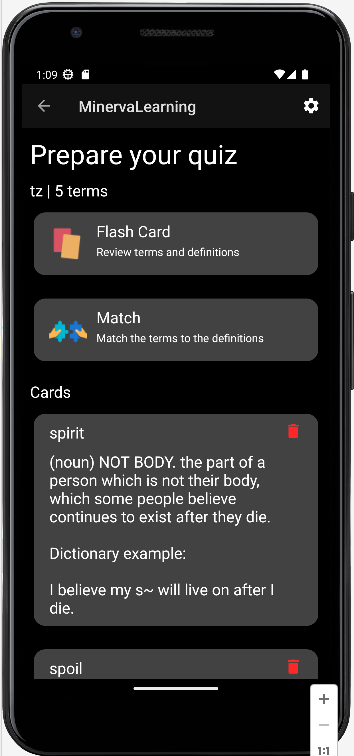 1:09
MinervaLearning
Prepare your quiz
tz | 5 terms
Flash Card
Review terms and definitions
Match
Match the terms to the definitions
Cards
spirit
(noun) NOT BODY. the part of a
person which is not their body,
which some people believe
continues to exist after they die.
Dictionary example:
I believe my s~ will live on after I
die.
spoil
1:1